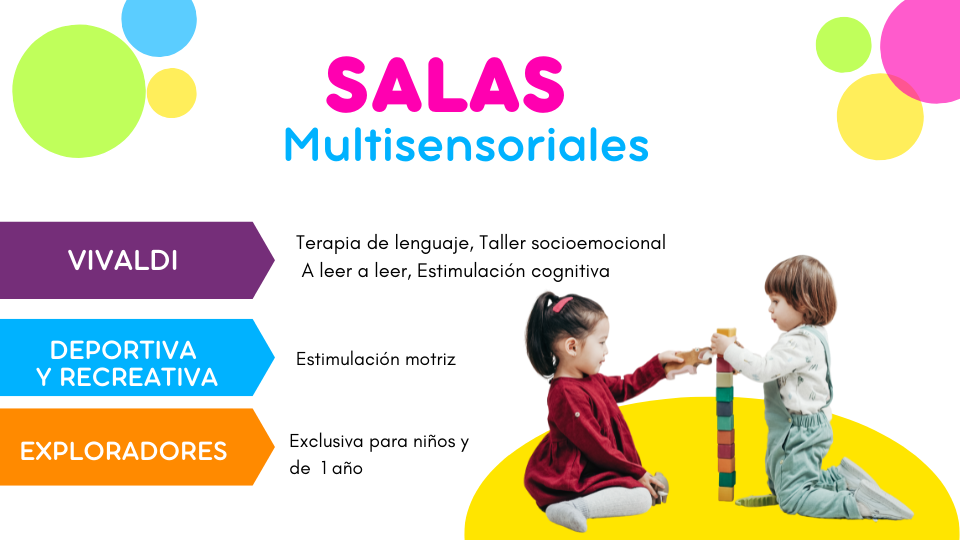 SALAS
Multisensoriales
VIVALDI
Terapia de lenguaje, Taller socioemocional
A leer a leer, Estimulación cognitiva
DEPORTIVA
Y RECREATIVA
Estimulación motriz
EXPLORADORES
Exclusiva para niños y
de 1 año